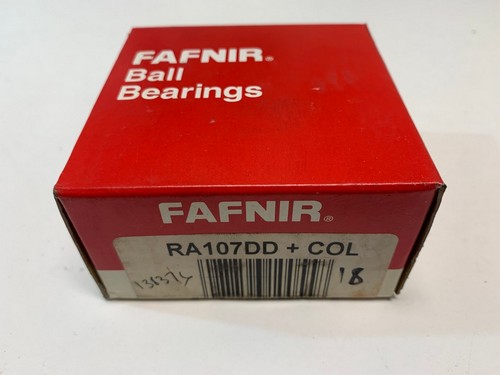 FAFNIR®
Ball
Bearings
FAFNIR®
RA107DD + COL
18